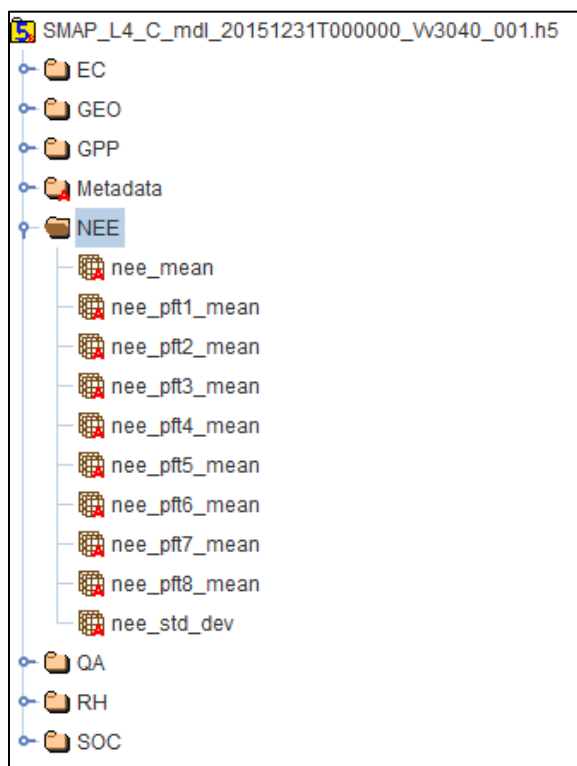 SMAP_L4_C_mdl_20151231T000000_Vv3040_001.h5
EC
GEO
GPP
Metadata
NEE
nee_mean
nee_pft1_mean
nee_pft2_mean
nee_pft3_mean
nee_pft4_mean
nee_pft5_mean
nee_pft6_mean
nee_pft7_mean
nee_pft8_mean
nee_std_dev
QA
RH
SOC